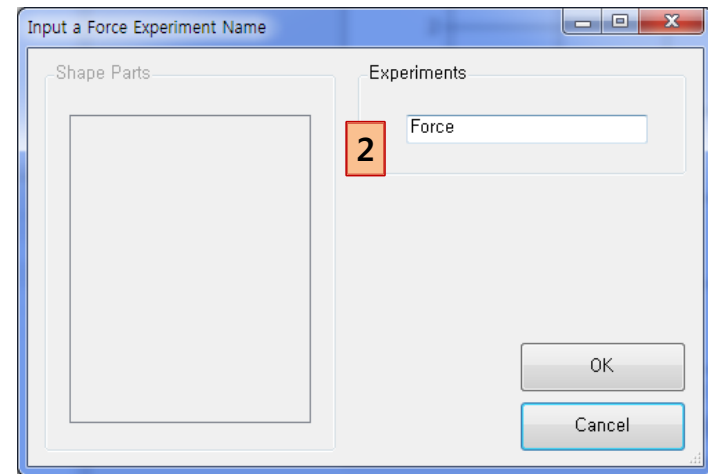 Input a Force Experiment Name
Shape Parts
Experiments
Force
2
OK
Cancel